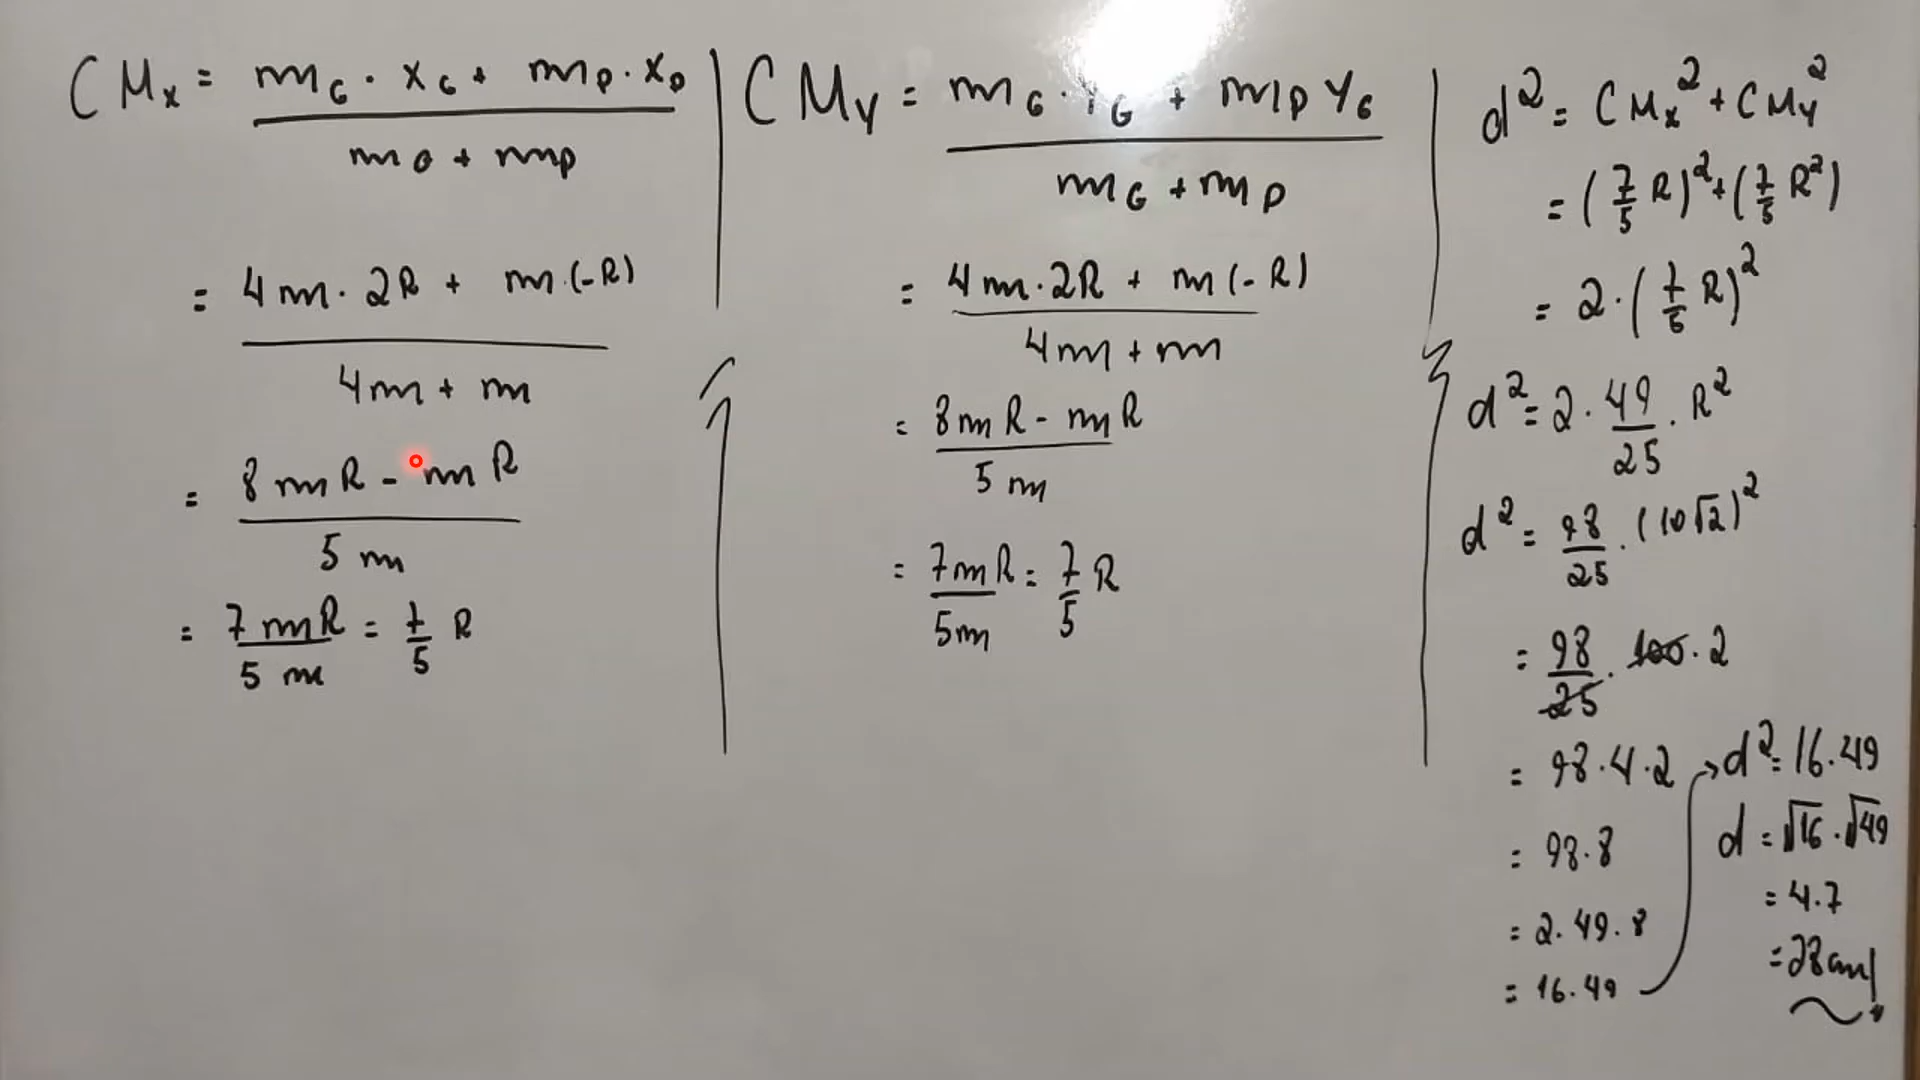 CMx = mG · xG + mp · xp
mG + mp
= 4m · 2R + m·(-R)
4m + m
= 8mR - mR
5m
= 7mR = 7 R
5m 5
CMY = mG · YG + mp YG
mG + mp
= 4m · 2R + m(-R)
4m + m
= 8mR - mR
5m
= 7mR = 7 R
5m 5
d² = CMx² + CMY²
= (7/5 R)² + (7/5 R²)
= 2 · (7/5 R)²
d² = 2 · 49/25 · R²
d² = 98/25 · (10√2)²
= 98/25 · 100 · 2
= 98 · 4 · 2
= 98 · 8
= 2 · 49 · 8
= 16 · 49
d² = 16 · 49
d = √16 · √49
= 4 · 7
= 28cm